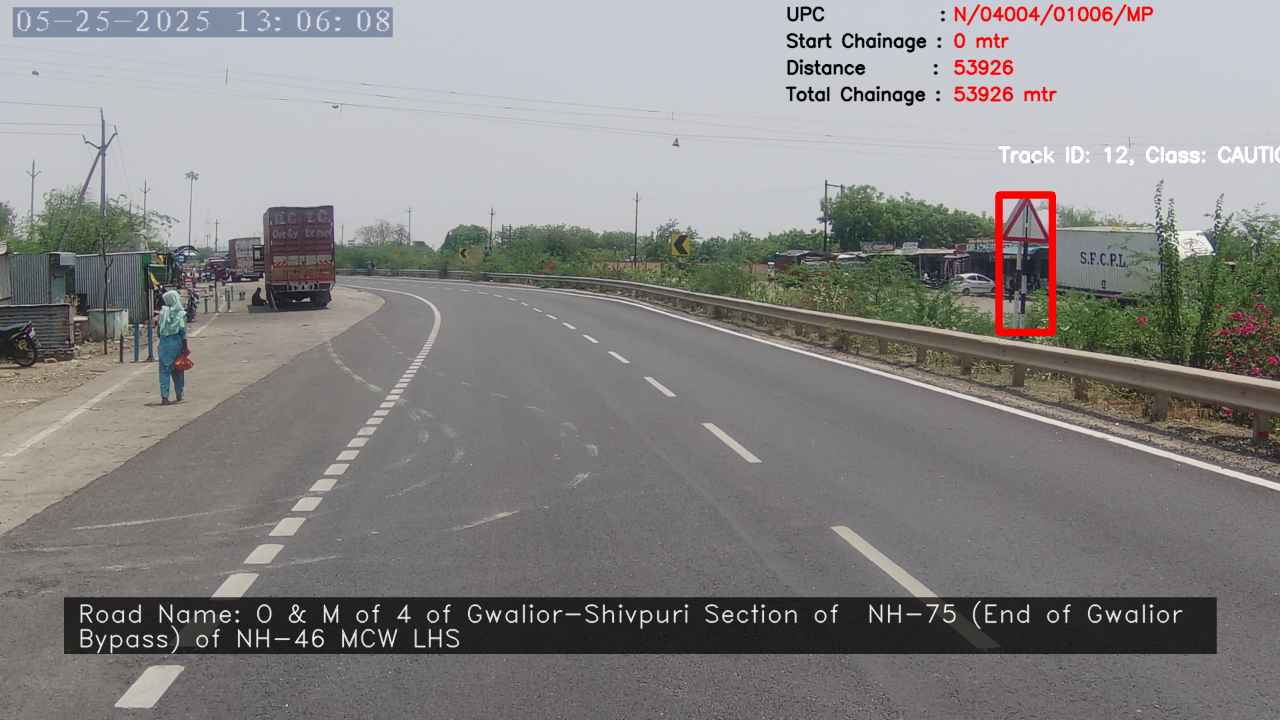 05-25-2025 13:06:08
UPC : N/04004/01006/MP
Start Chainage : 0 mtr
Distance : 53926
Total Chainage : 53926 mtr
Track ID: 12, Class: CAUTIO
S.F.C.P.L.
Road Name: O & M of 4 of Gwalior-Shivpuri Section of NH-75 (End of Gwalior
Bypass) of NH-46 MCW LHS